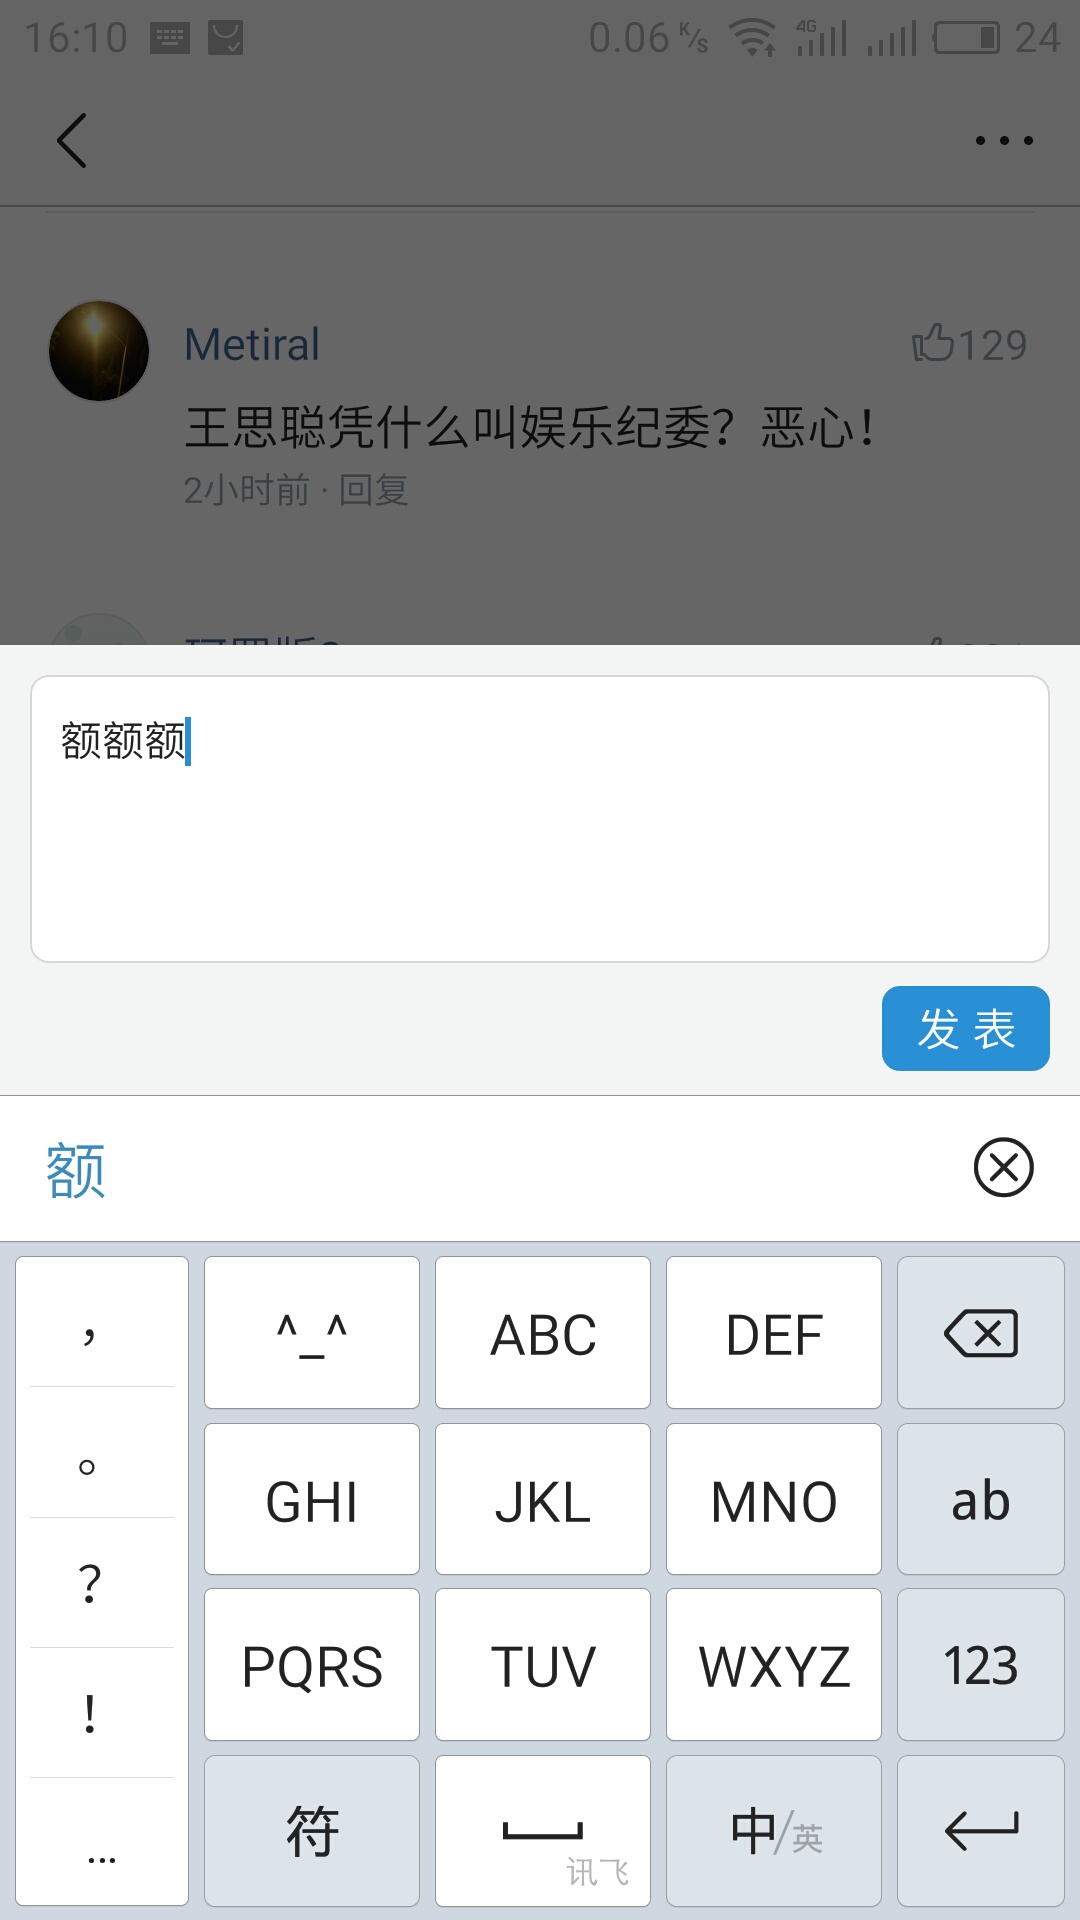 16:10 0.06 K/s 4G 24
Metiral 129
王思聪凭什么叫娱乐纪委？恶心！
2小时前 · 回复
额额额
发表
额
， ^_^ ABC DEF
。 GHI JKL MNO ab
？ PQRS TUV WXYZ 123
！
... 符 讯飞 中/英